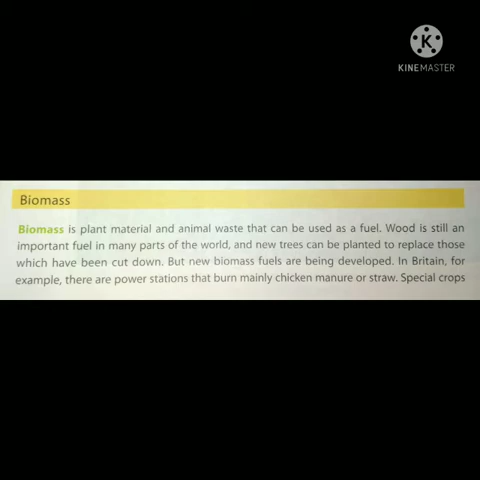 K
KINEMASTER
Biomass
Biomass is plant material and animal waste that can be used as a fuel. Wood is still an
important fuel in many parts of the world, and new trees can be planted to replace those
which have been cut down. But new biomass fuels are being developed. In Britain, for
example, there are power stations that burn mainly chicken manure or straw. Special crops